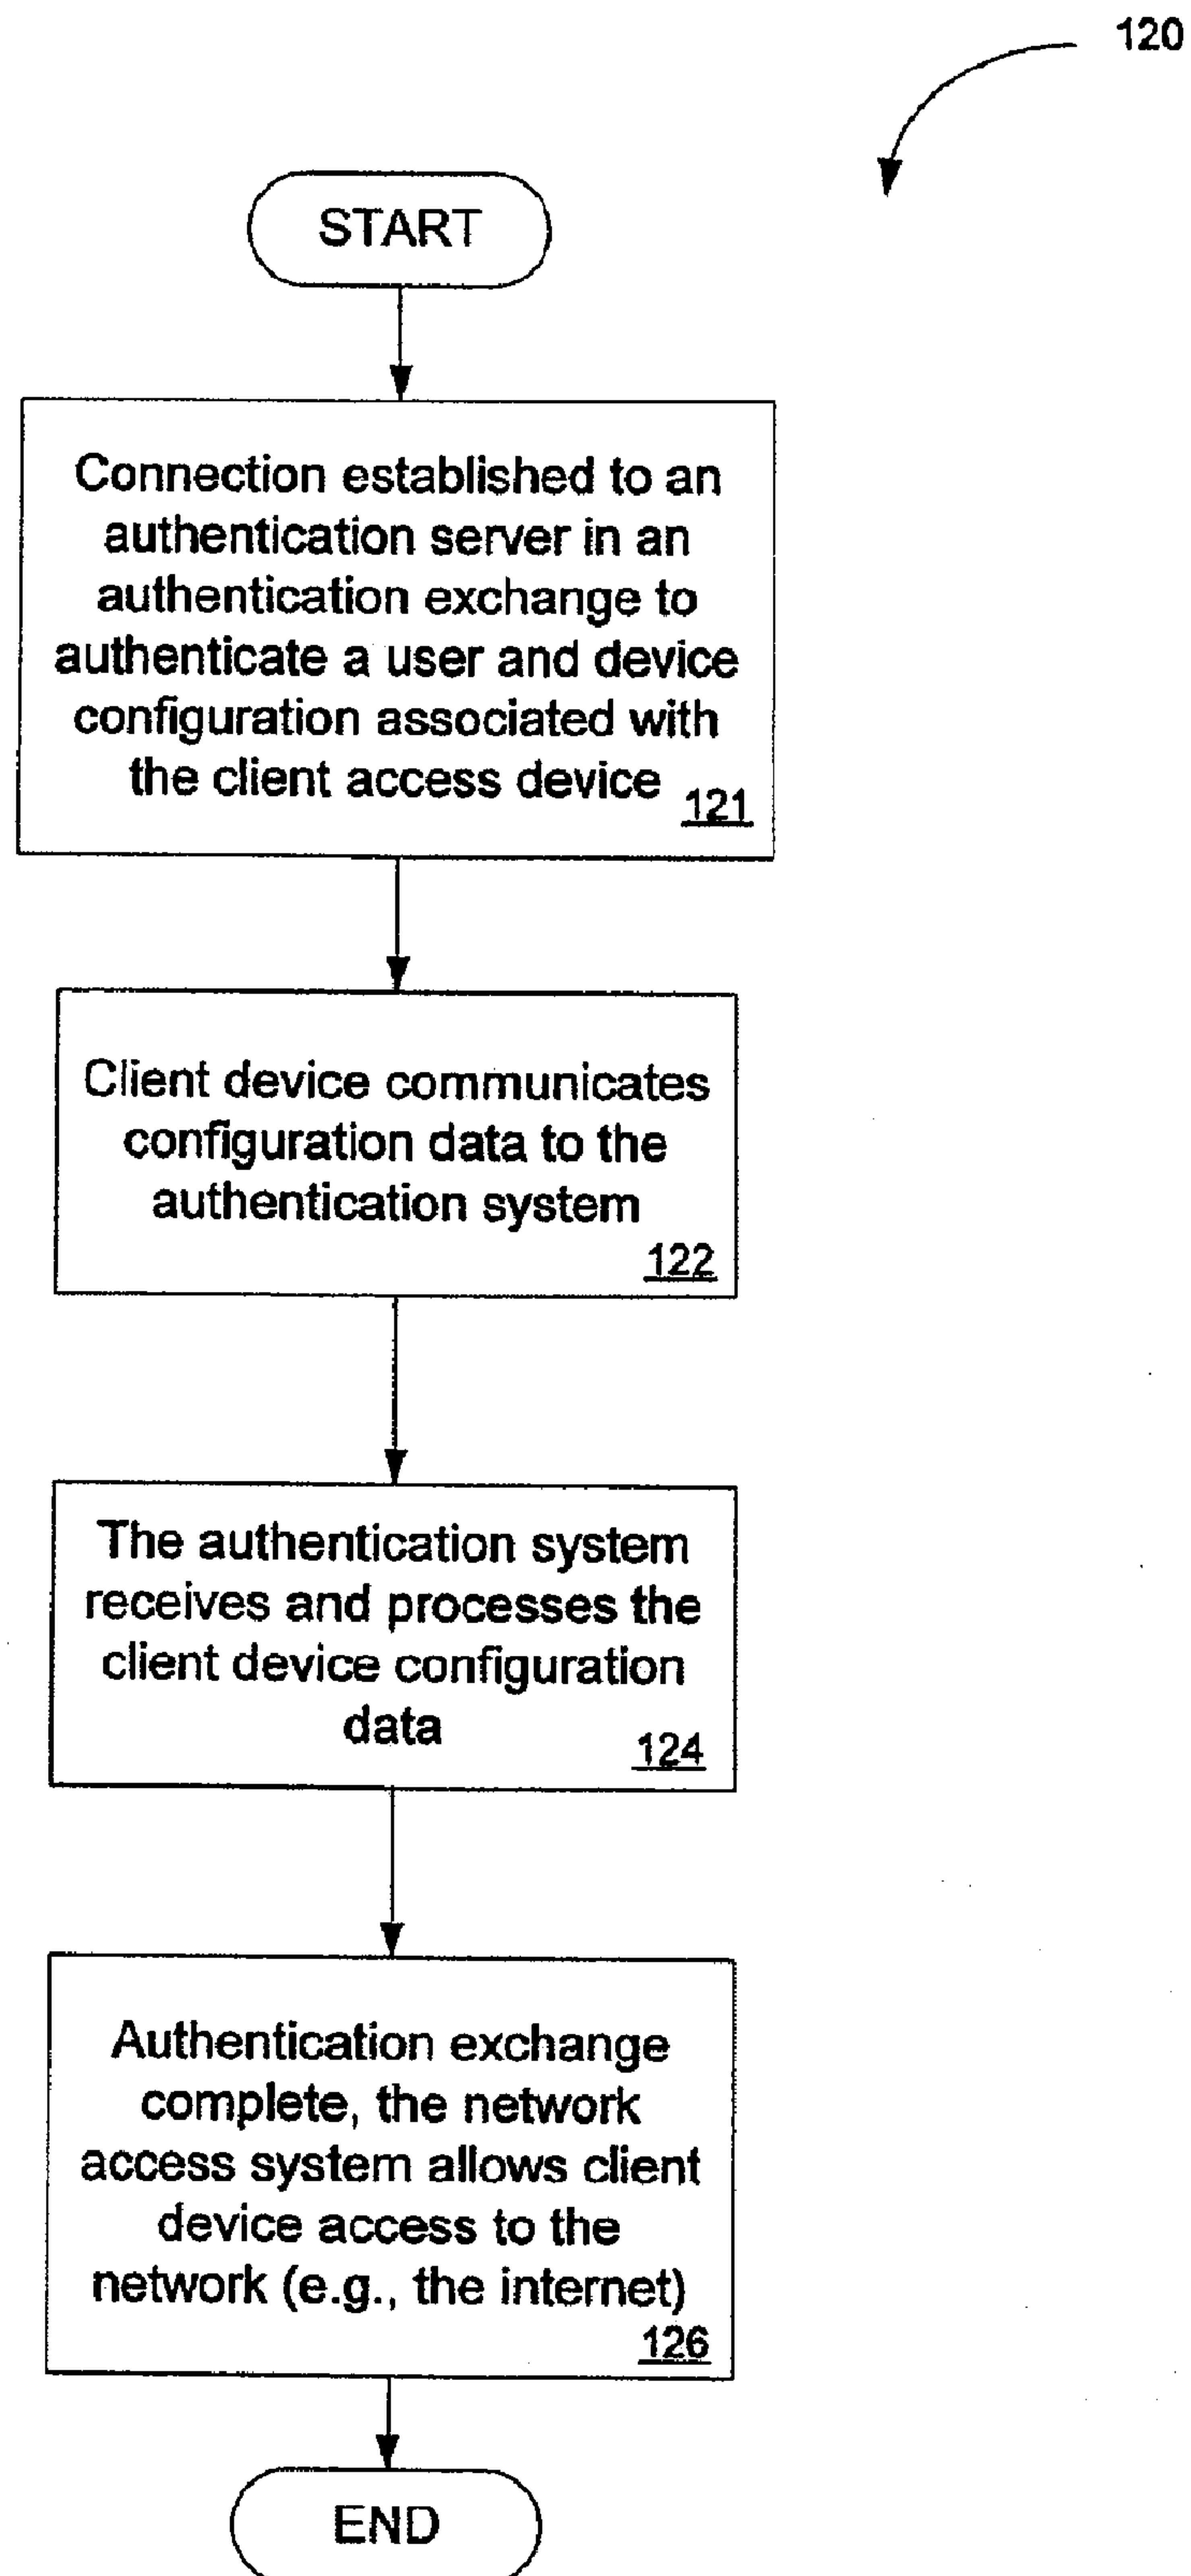 120
START
Connection established to an
authentication server in an
authentication exchange to
authenticate a user and device
configuration associated with
the client access device
121
Client device communicates
configuration data to the
authentication system
122
The authentication system
receives and processes the
client device configuration
data
124
Authentication exchange
complete, the network
access system allows client
device access to the
network (e.g., the internet)
126
END